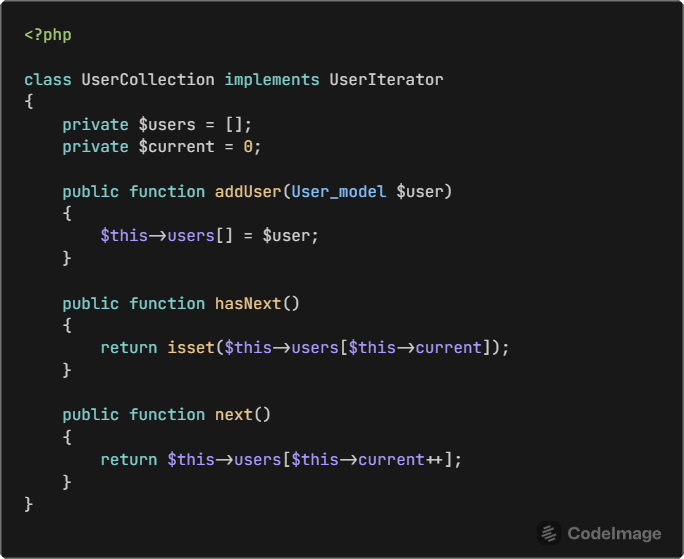 <?php
class UserCollection implements UserIterator
{
    private $users = [];
    private $current = 0;
    public function addUser(User_model $user)
    {
        $this->users[] = $user;
    }
    public function hasNext()
    {
        return isset($this->users[$this->current]);
    }
    public function next()
    {
        return $this->users[$this->current++];
    }
}
CodeImage